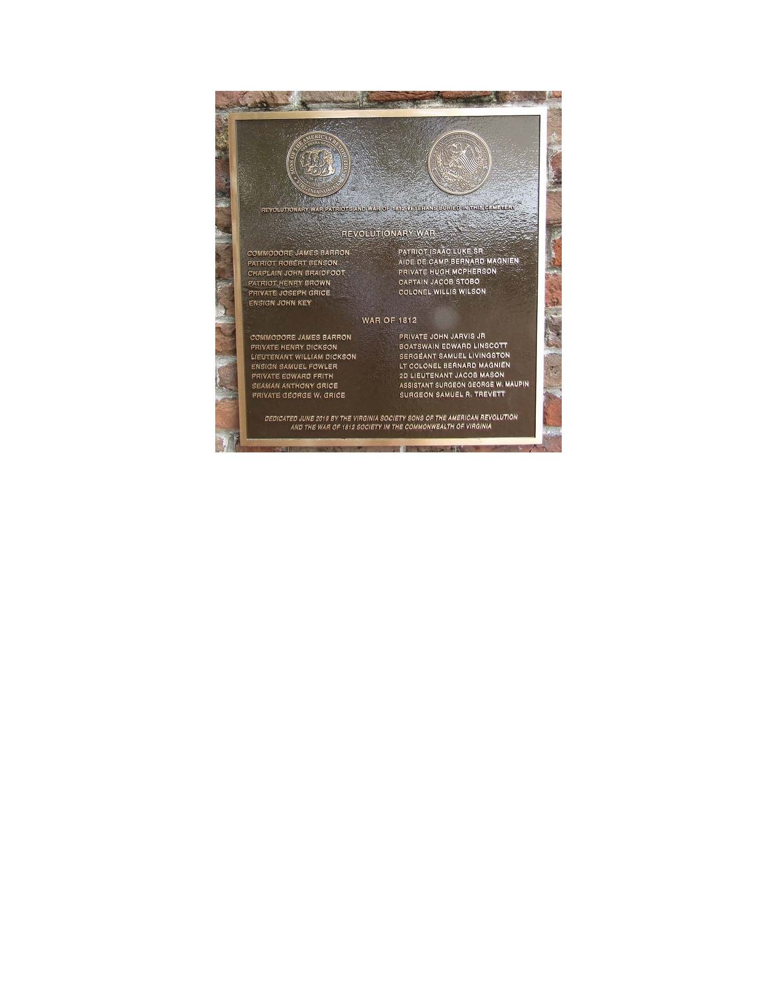 SONS OF THE AMERICAN REVOLUTION
VIRGINIA SOCIETY
REVOLUTIONARY WAR PATRIOTS AND WAR OF 1812 VETERANS BURIED IN THIS CEMETERY
REVOLUTIONARY WAR
COMMODORE JAMES BARRON
PATRIOT ROBERT BENSON
CHAPLAIN JOHN BRAIDFOOT
PATRIOT HENRY BROWN
PRIVATE JOSEPH GRICE
ENSIGN JOHN KEY
PATRIOT ISAAC LUKE SR
AIDE DE CAMP BERNARD MAGNIEN
PRIVATE HUGH MCPHERSON
CAPTAIN JACOB STOBO
COLONEL WILLIS WILSON
WAR OF 1812
COMMODORE JAMES BARRON
PRIVATE HENRY DICKSON
LIEUTENANT WILLIAM DICKSON
ENSIGN SAMUEL FOWLER
PRIVATE EDWARD FRITH
SEAMAN ANTHONY GRICE
PRIVATE GEORGE W. GRICE
PRIVATE JOHN JARVIS JR
BOATSWAIN EDWARD LINSCOTT
SERGEANT SAMUEL LIVINGSTON
LT COLONEL BERNARD MAGNIEN
2D LIEUTENANT JACOB MASON
ASSISTANT SURGEON GEORGE W. MAUPIN
SURGEON SAMUEL R. TREVETT
DEDICATED JUNE 2019 BY THE VIRGINIA SOCIETY SONS OF THE AMERICAN REVOLUTION
AND THE WAR OF 1812 SOCIETY IN THE COMMONWEALTH OF VIRGINIA